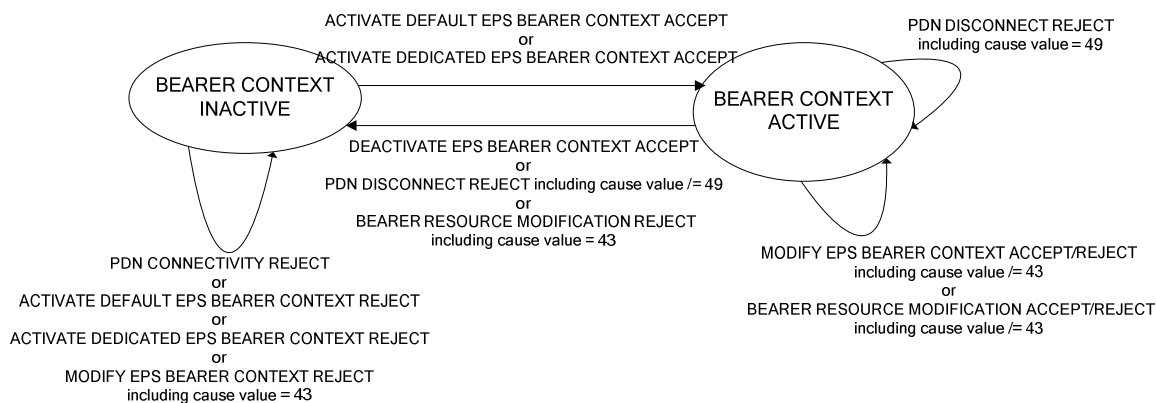 ACTIVATE DEFAULT EPS BEARER CONTEXT ACCEPT
or
ACTIVATE DEDICATED EPS BEARER CONTEXT ACCEPT
PDN DISCONNECT REJECT
including cause value = 49
BEARER CONTEXT
INACTIVE
BEARER CONTEXT
ACTIVE
DEACTIVATE EPS BEARER CONTEXT ACCEPT
or
PDN DISCONNECT REJECT including cause value /= 49
or
BEARER RESOURCE MODIFICATION REJECT
including cause value = 43
PDN CONNECTIVITY REJECT
or
ACTIVATE DEFAULT EPS BEARER CONTEXT REJECT
or
ACTIVATE DEDICATED EPS BEARER CONTEXT REJECT
or
MODIFY EPS BEARER CONTEXT REJECT
including cause value = 43
MODIFY EPS BEARER CONTEXT ACCEPT/REJECT
including cause value /= 43
or
BEARER RESOURCE MODIFICATION ACCEPT/REJECT
including cause value /= 43